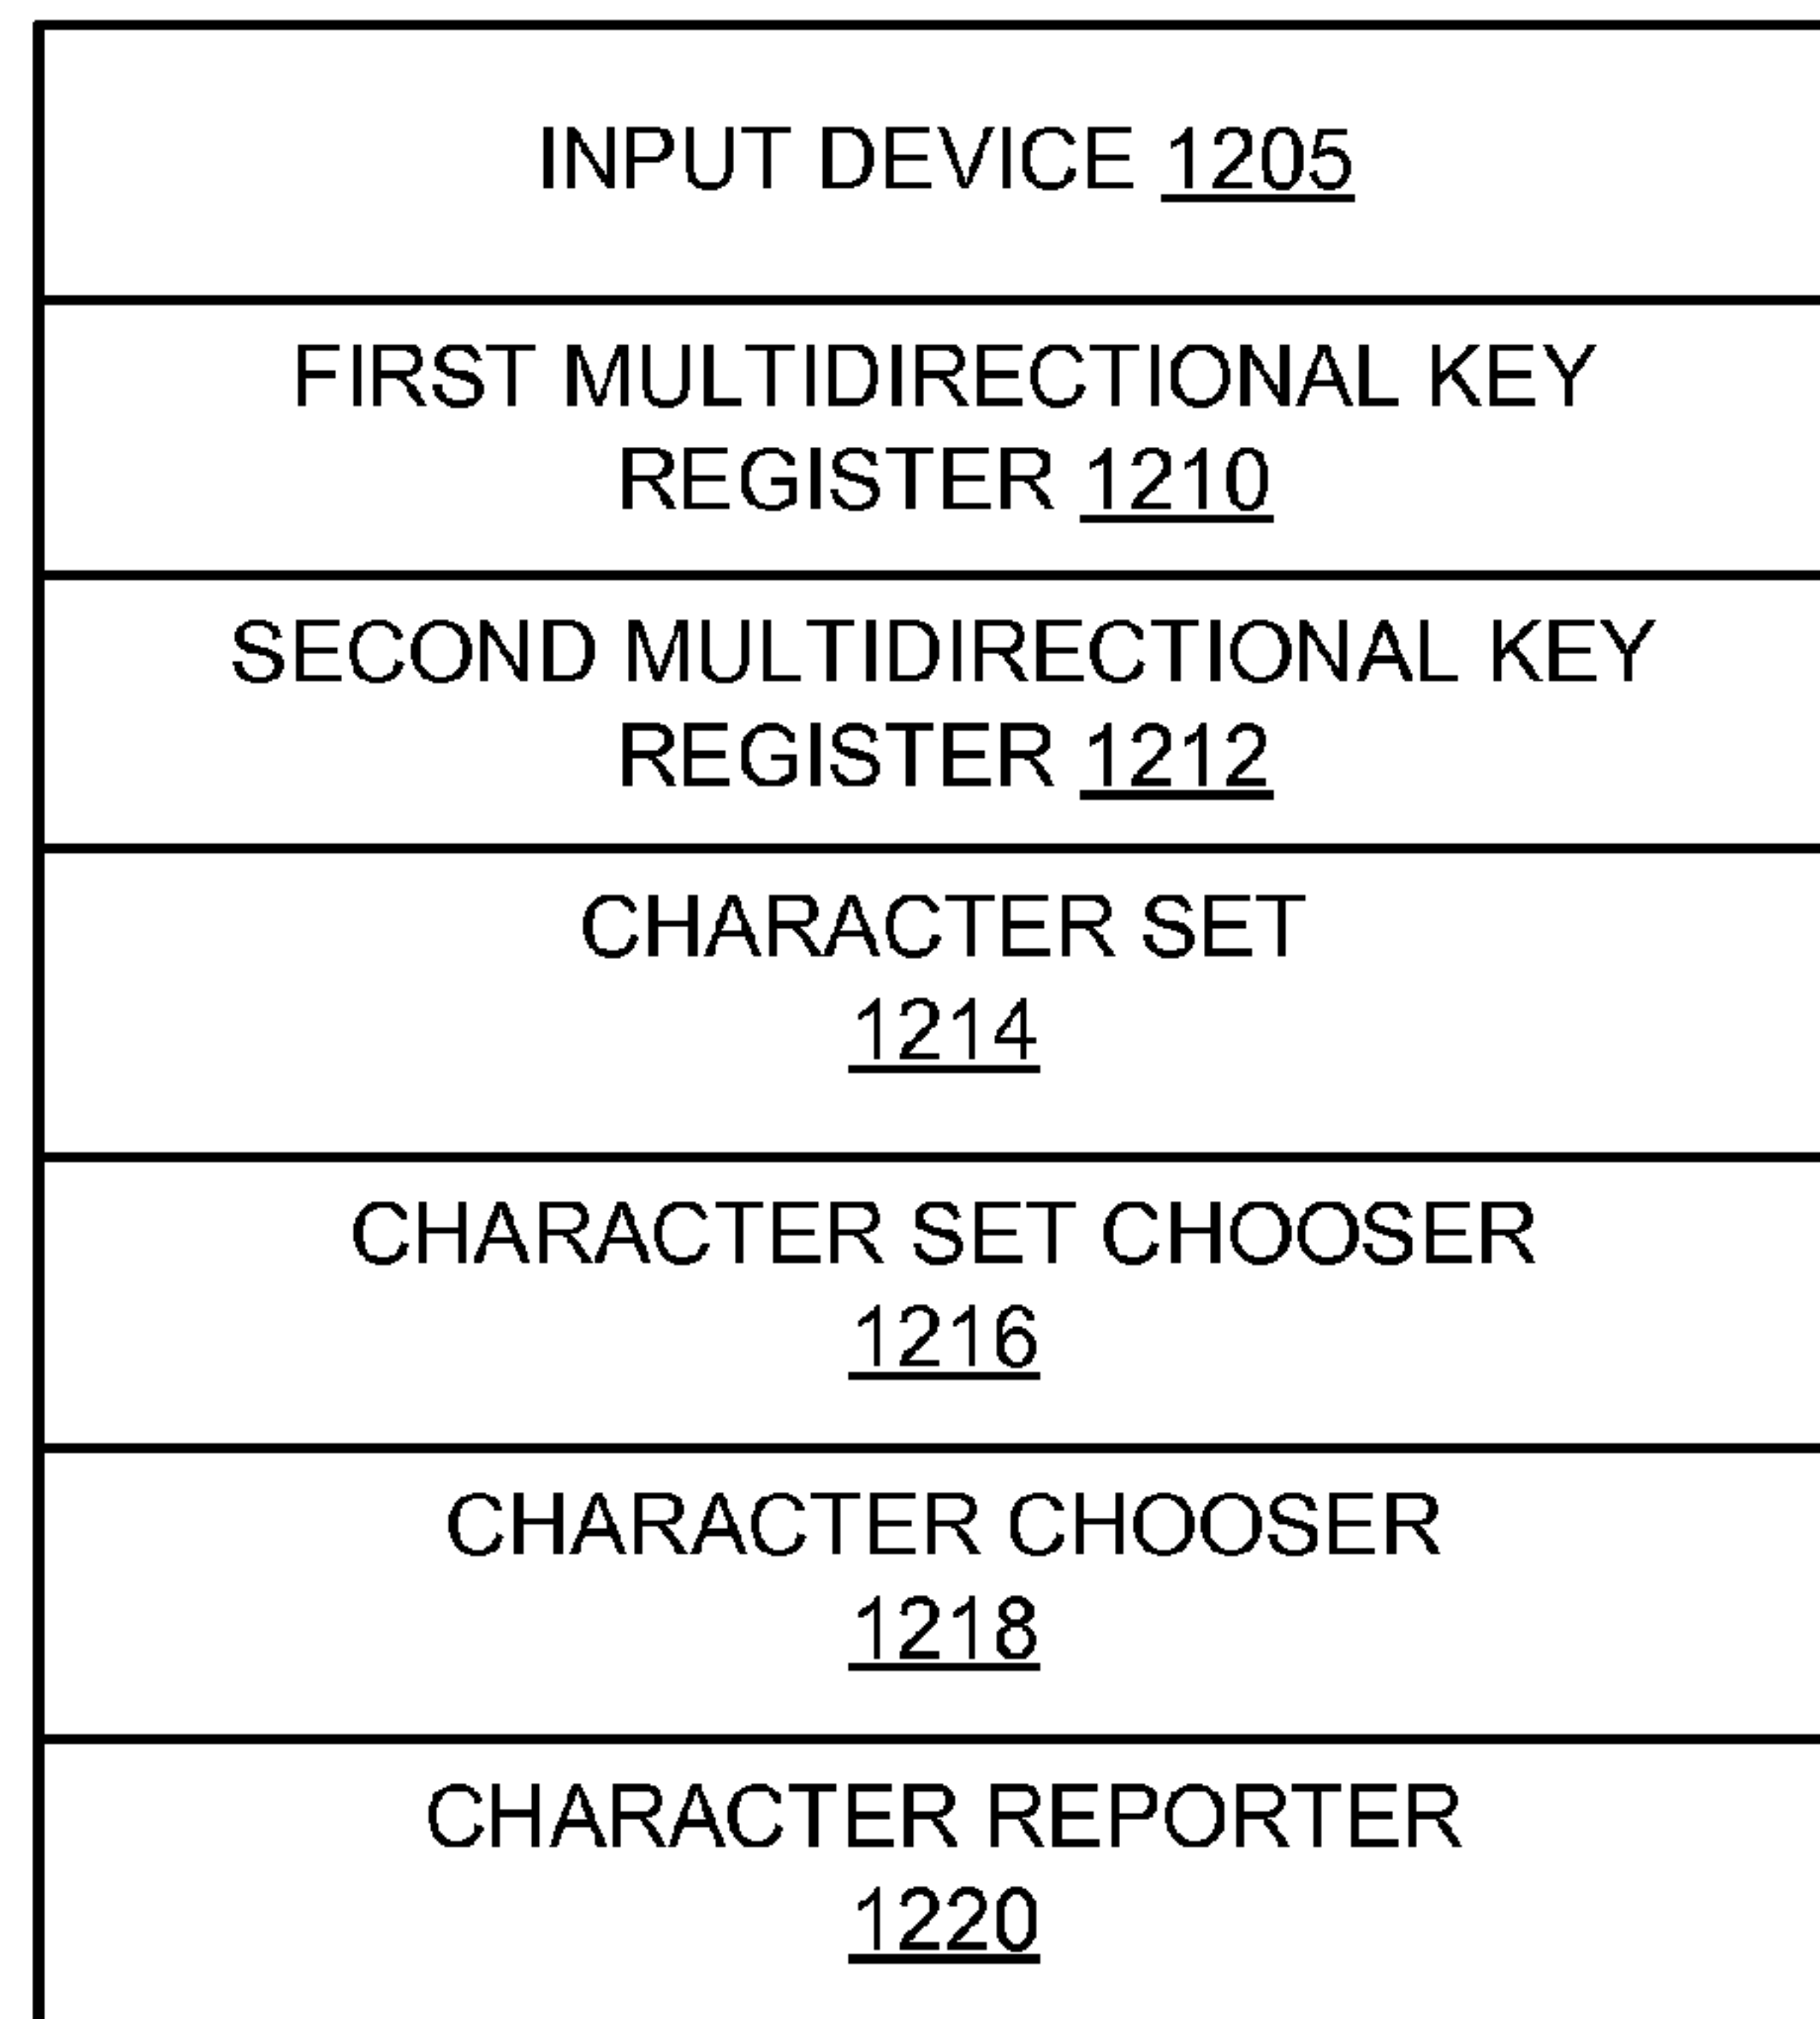 INPUT DEVICE 1205
FIRST MULTIDIRECTIONAL KEY
REGISTER 1210
SECOND MULTIDIRECTIONAL KEY
REGISTER 1212
CHARACTER SET
1214
CHARACTER SET CHOOSER
1216
CHARACTER CHOOSER
1218
CHARACTER REPORTER
1220